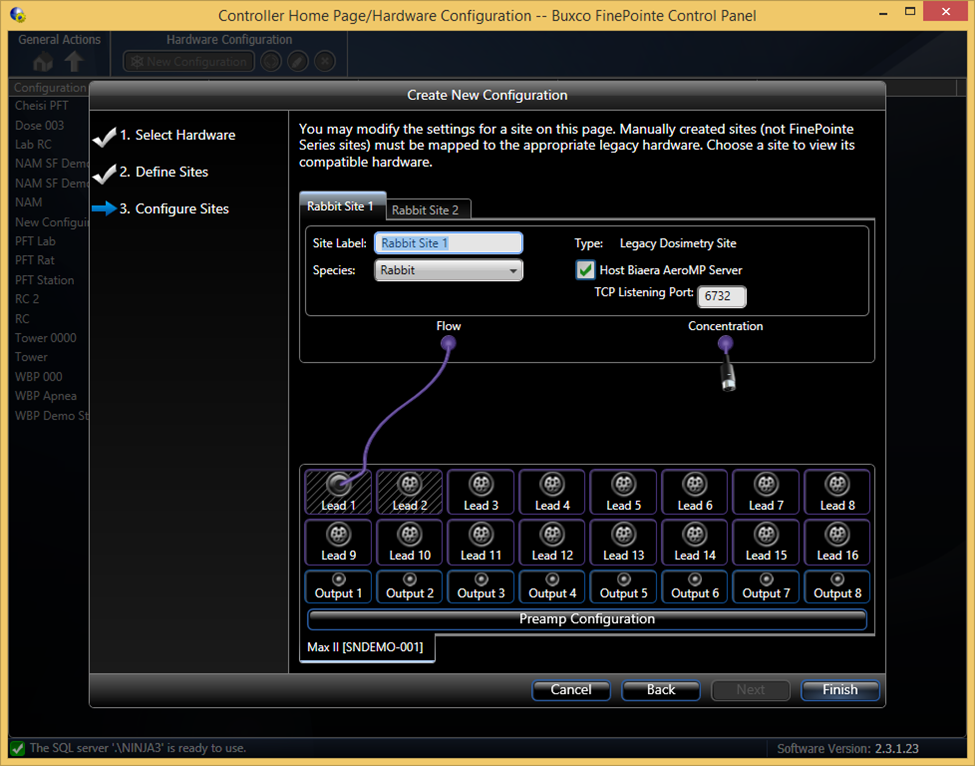 Controller Home Page/Hardware Configuration -- Buxco FinePointe Control Panel
General Actions
Hardware Configuration
New Configuration
Configuration
Cheisi PFT
Dose 003
Lab RC
NAM SF Demo
NAM SF Demo
NAM
New Configuin
PFT Lab
PFT Rat
PFT Station
RC 2
RC
Tower 0000
Tower
WBP 000
WBP Apnea
WBP Demo St
Create New Configuration
1. Select Hardware
2. Define Sites
3. Configure Sites
You may modify the settings for a site on this page. Manually created sites (not FinePointe
Series sites) must be mapped to the appropriate legacy hardware. Choose a site to view its
compatible hardware.
Rabbit Site 1 Rabbit Site 2
Site Label: Rabbit Site 1 Type: Legacy Dosimetry Site
Species: Rabbit Host Biaera AeroMP Server
TCP Listening Port: 6732
Flow Concentration
Lead 1 Lead 2 Lead 3 Lead 4 Lead 5 Lead 6 Lead 7 Lead 8
Lead 9 Lead 10 Lead 11 Lead 12 Lead 13 Lead 14 Lead 15 Lead 16
Output 1 Output 2 Output 3 Output 4 Output 5 Output 6 Output 7 Output 8
Preamp Configuration
Max II [SNDEMO-001]
Cancel Back Next Finish
The SQL server '.\NINJA3' is ready to use. Software Version: 2.3.1.23